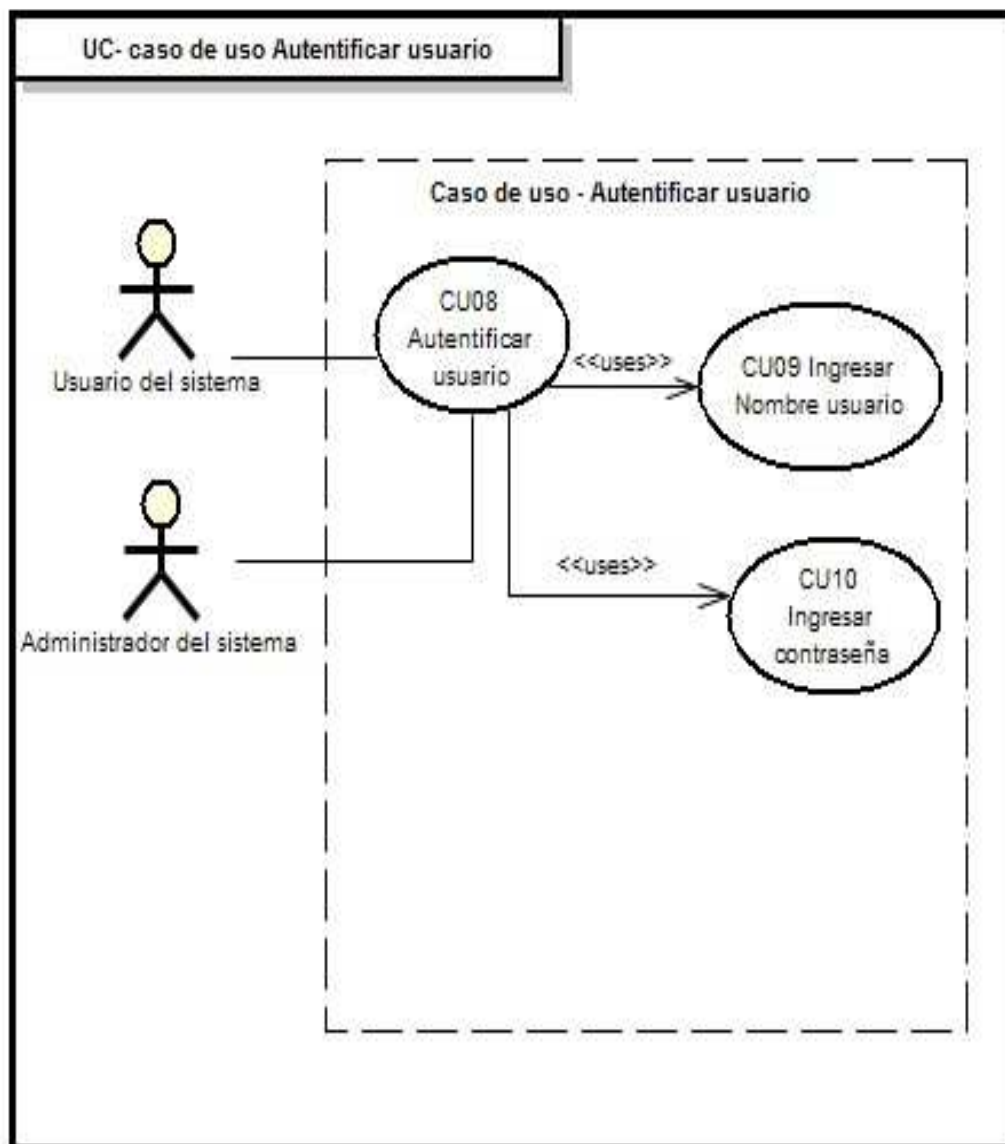 UC- caso de uso Autentificar usuario
Caso de uso - Autentificar usuario
CU08
Autentificar
usuario
<<uses>>
CU09 Ingresar
Nombre usuario
Usuario del sistema
<<uses>>
CU10
Ingresar
contraseña
Administrador del sistema